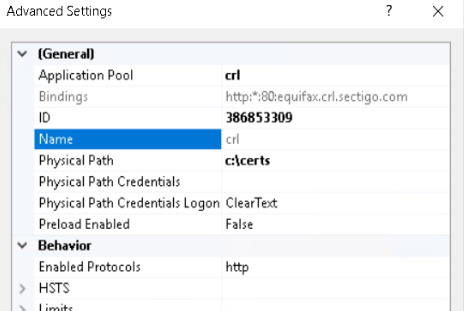 Advanced Settings ? ×
(General)
Application Pool crl
Bindings http:*:80:equifax.crl.sectigo.com
ID 386853309
Name crl
Physical Path c:\certs
Physical Path Credentials
Physical Path Credentials Logon ClearText
Preload Enabled False
Behavior
Enabled Protocols http
HSTS
Limits